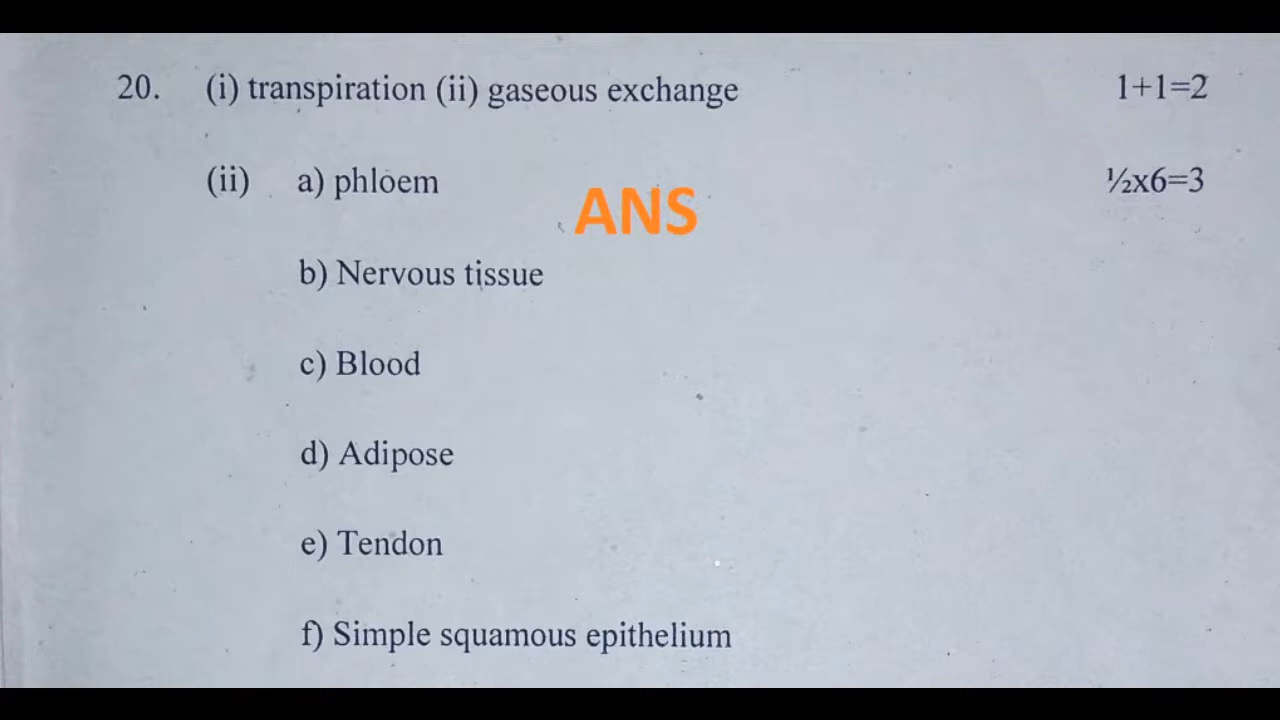 20. (i) transpiration (ii) gaseous exchange 1+1=2
(ii) a) phloem ½x6=3
ANS
b) Nervous tissue
c) Blood
d) Adipose
e) Tendon
f) Simple squamous epithelium